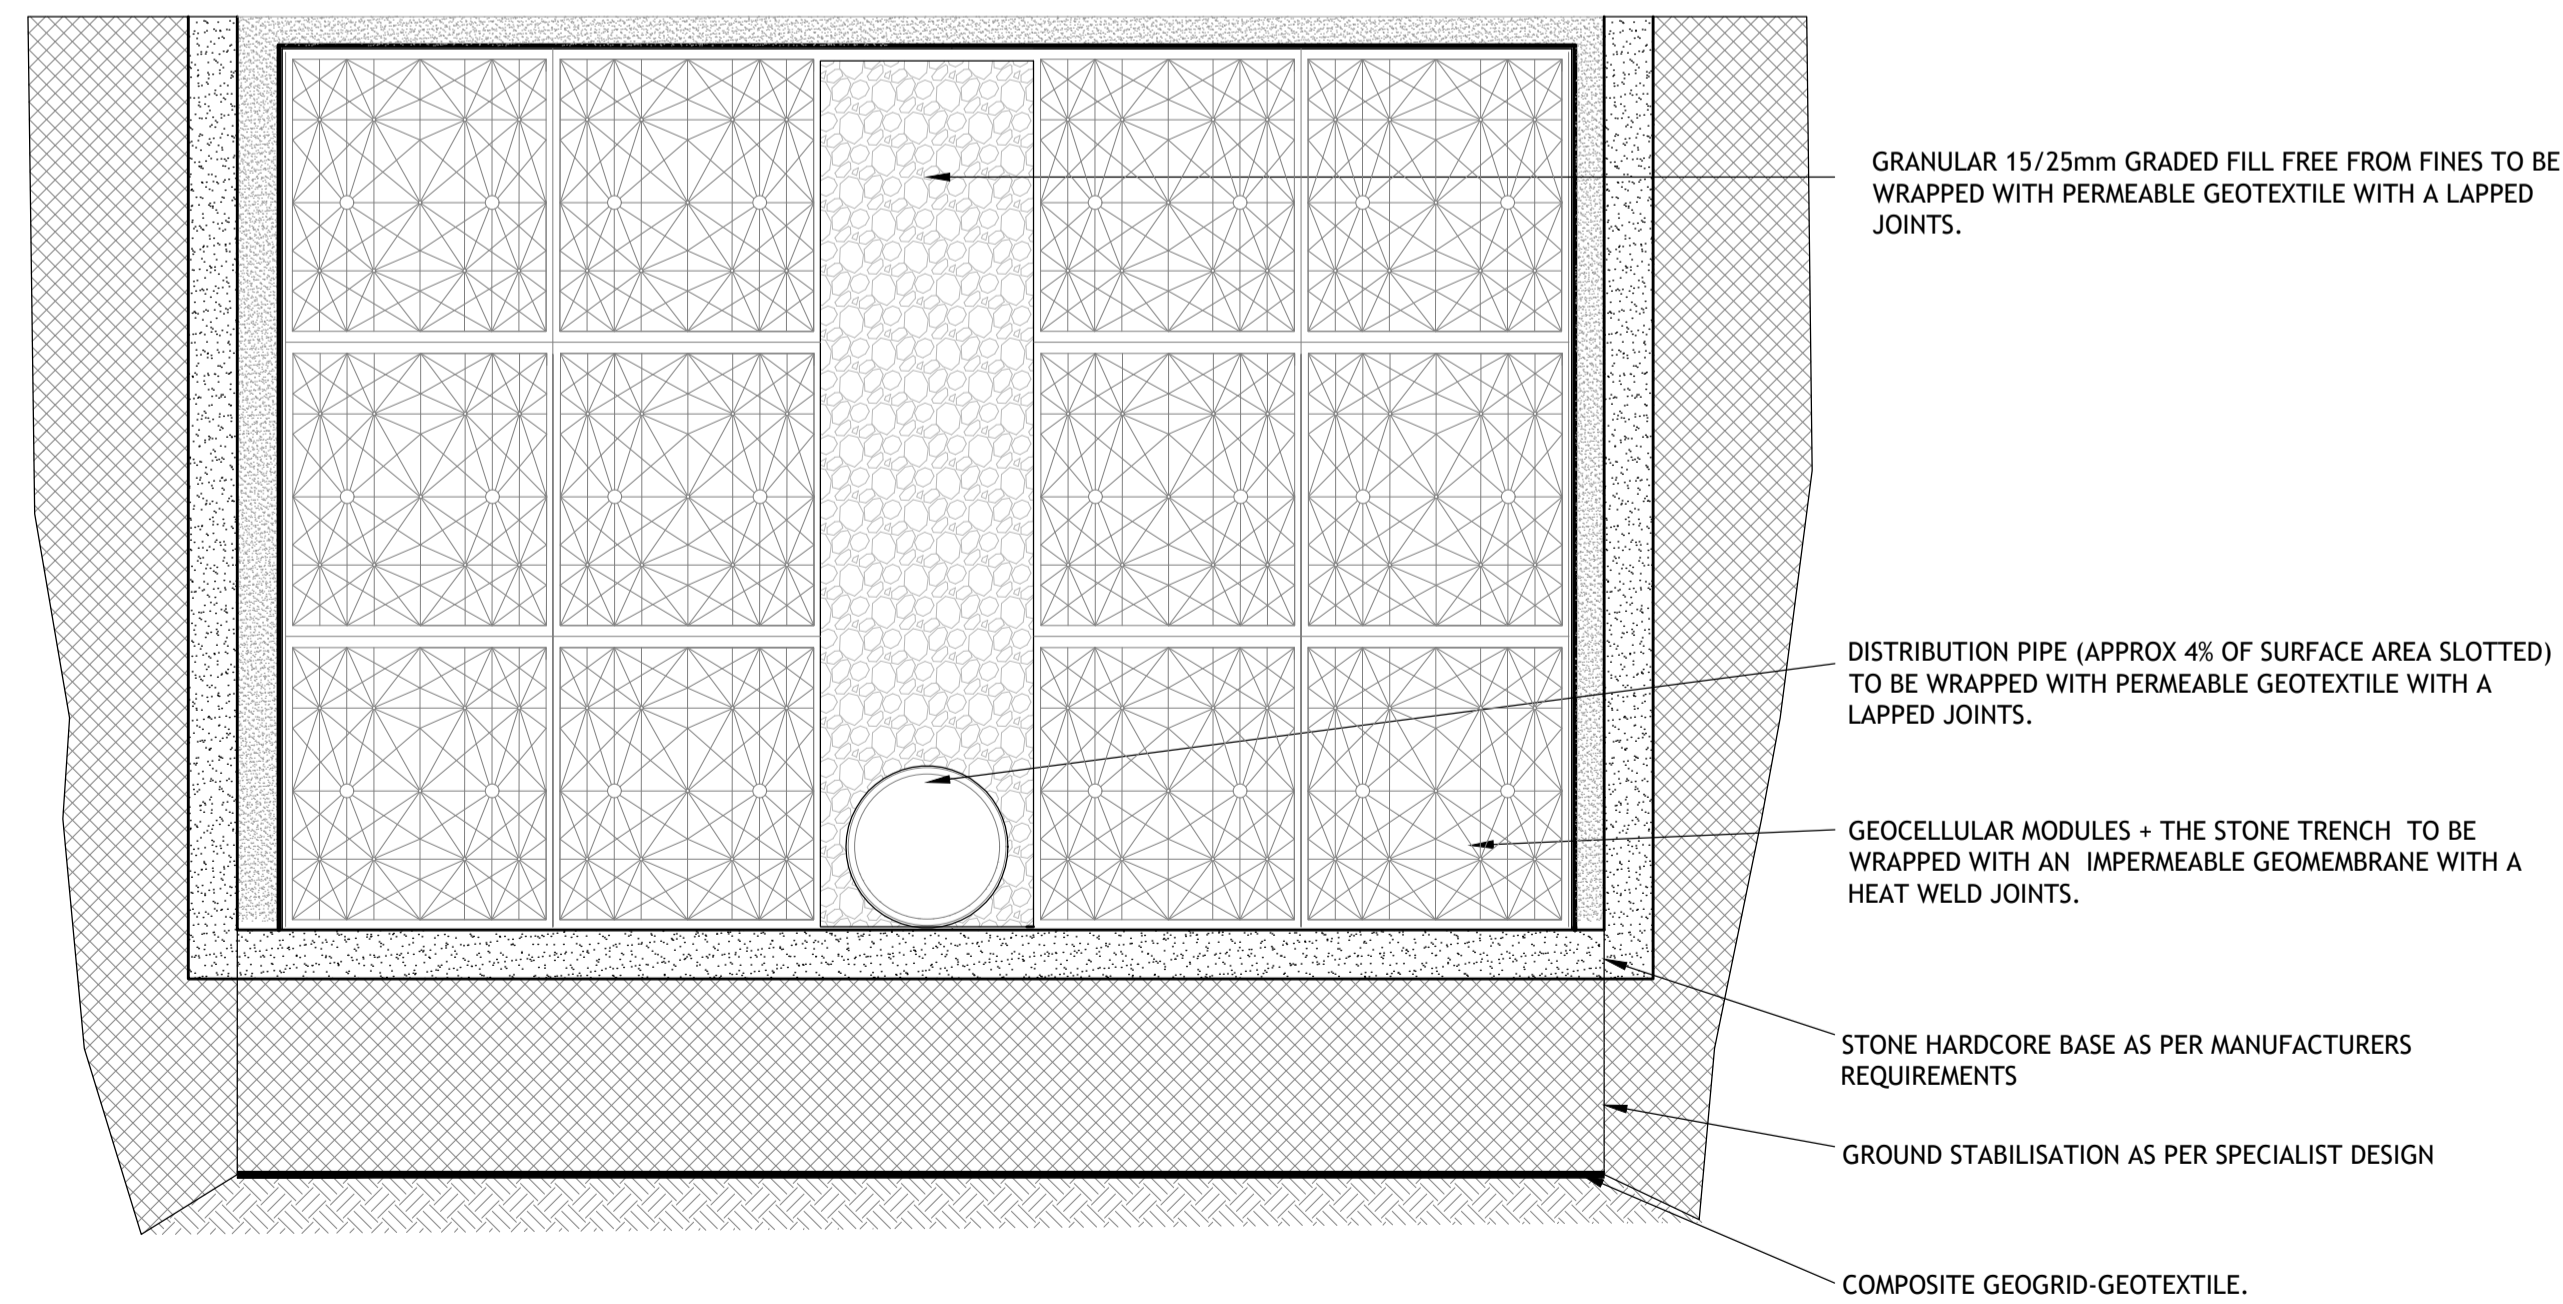 GRANULAR 15/25mm GRADED FILL FREE FROM FINES TO BE
WRAPPED WITH PERMEABLE GEOTEXTILE WITH A LAPPED
JOINTS.
DISTRIBUTION PIPE (APPROX 4% OF SURFACE AREA SLOTTED)
TO BE WRAPPED WITH PERMEABLE GEOTEXTILE WITH A
LAPPED JOINTS.
GEOCELLULAR MODULES + THE STONE TRENCH TO BE
WRAPPED WITH AN IMPERMEABLE GEOMEMBRANE WITH A
HEAT WELD JOINTS.
STONE HARDCORE BASE AS PER MANUFACTURERS
REQUIREMENTS
GROUND STABILISATION AS PER SPECIALIST DESIGN
COMPOSITE GEOGRID-GEOTEXTILE.